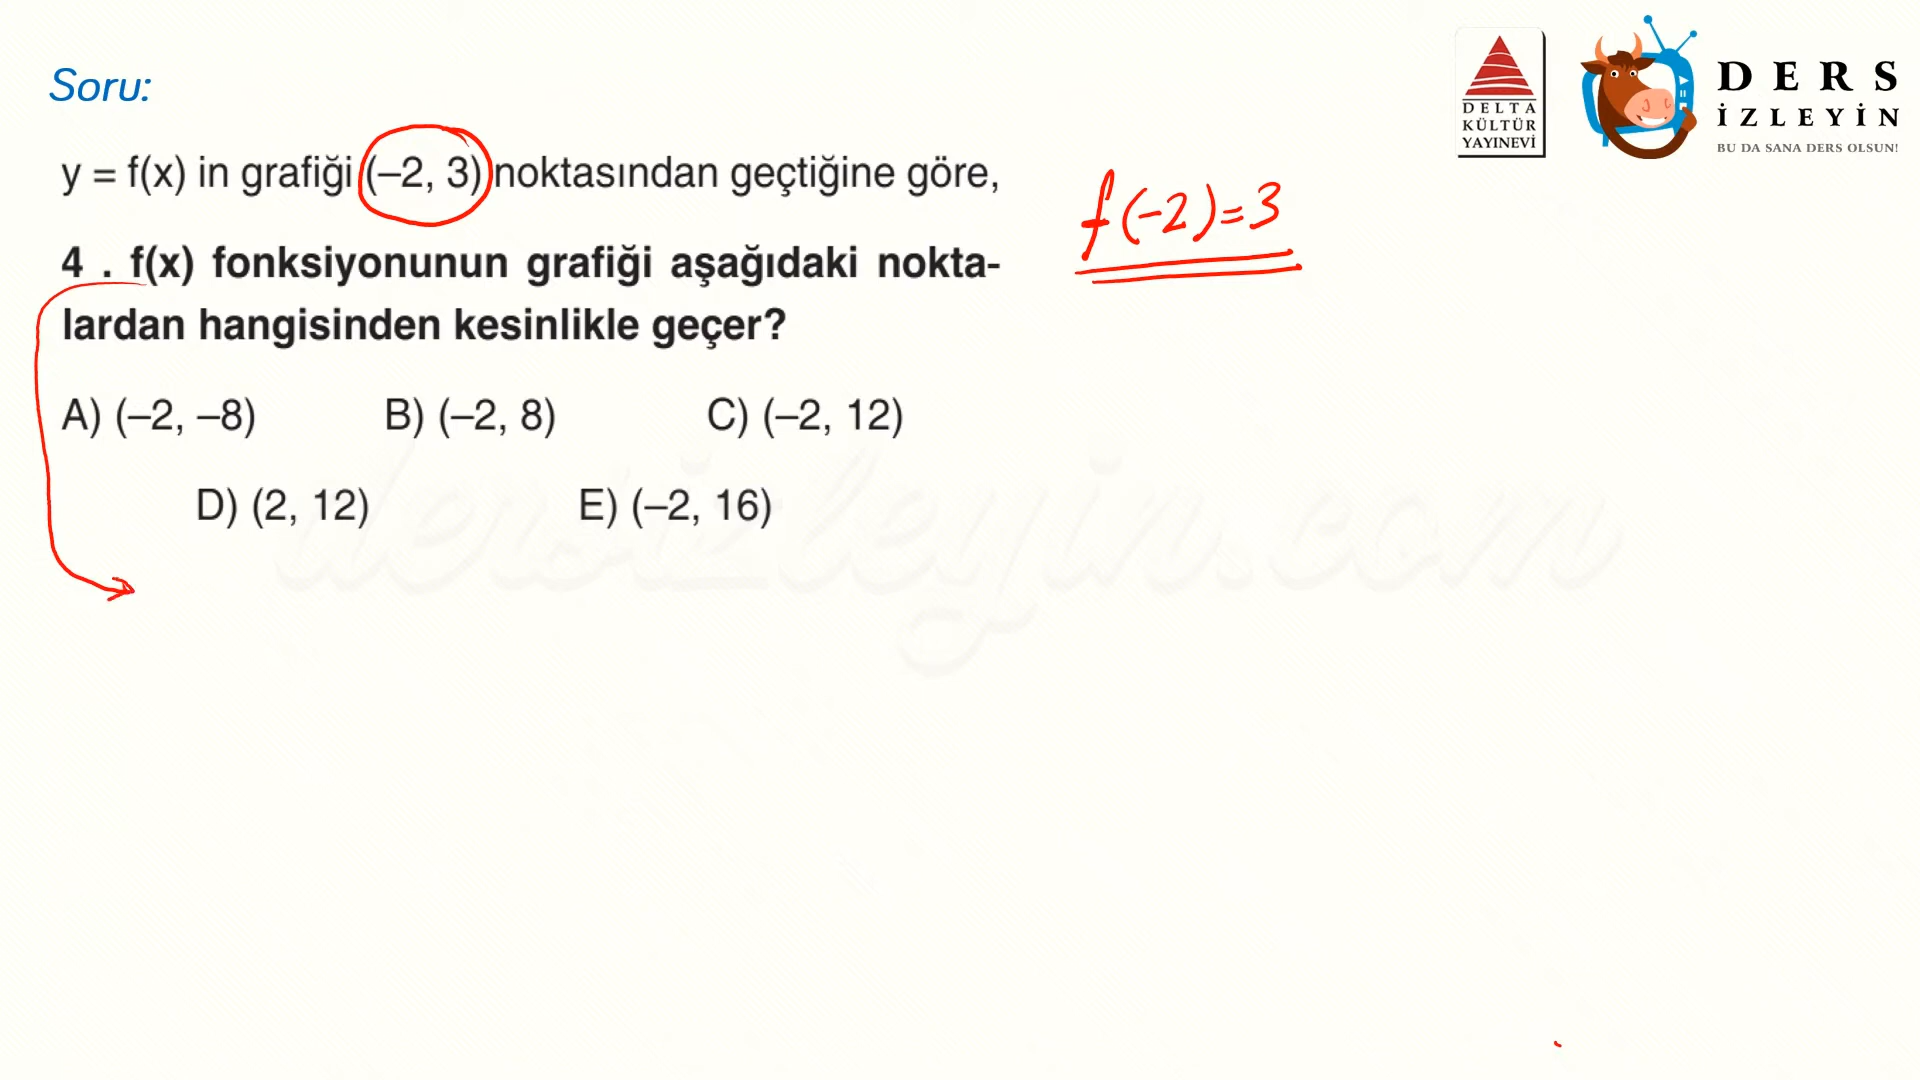 Soru:
y = f(x) in grafiği (–2, 3) noktasından geçtiğine göre,
f(-2)=3
4 . f(x) fonksiyonunun grafiği aşağıdaki nokta-
lardan hangisinden kesinlikle geçer?
A) (–2, –8) B) (–2, 8) C) (–2, 12)
D) (2, 12) E) (–2, 16)
DELTA
KÜLTÜR
YAYINEVİ
DERS
İZLEYİN
BU DA SANA DERS OLSUN!
dersizleyin.com